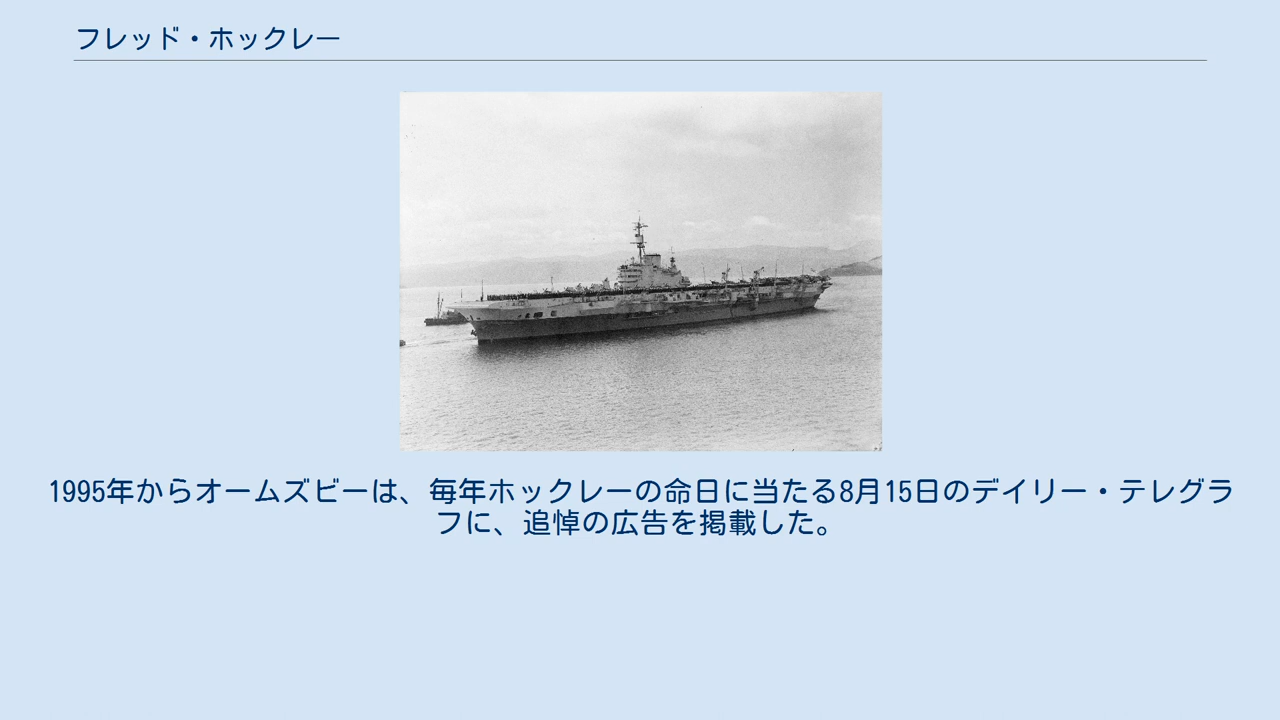 フレッド・ホックレー
1995年からオームズビーは、毎年ホックレーの命日に当たる8月15日のデイリー・テレグラ
フに、追悼の広告を掲載した。